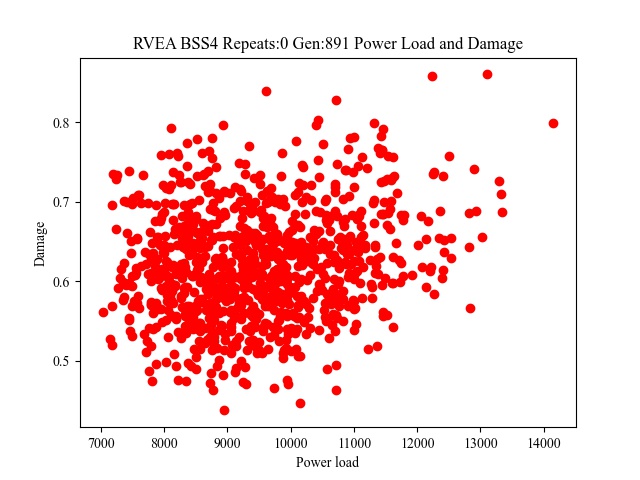 RVEA BSS4 Repeats:0 Gen:891 Power Load and Damage
0.8
0.7
0.6
0.5
Damage
7000 8000 9000 10000 11000 12000 13000 14000
Power load